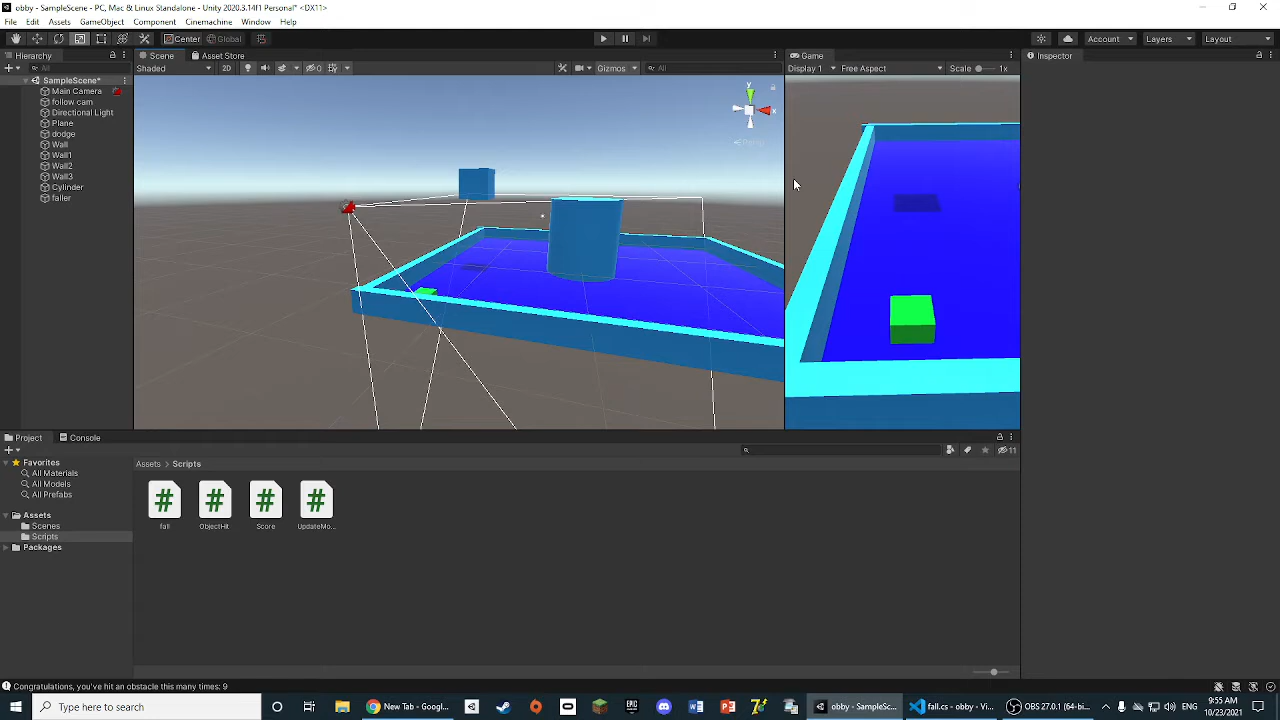 obby - SampleScene - PC, Mac & Linux Standalone - Unity 2020.3.14f1 Personal* <DX11>
File Edit Assets GameObject Component Cinemachine Window Help
Center Global Account Layers Layout
Hierarchy Scene Asset Store Game Inspector
All Shaded 2D 0 Gizmos All Display 1 Free Aspect Scale 1x
SampleScene*
Main Camera
follow cam
Directional Light
Plane
dodge
Wall
Wall1
Wall2
Wall3
Cylinder
faller
y
x
Persp
Project Console
11
Favorites
All Materials
All Models
All Prefabs
Assets
Scenes
Scripts
Packages
Assets > Scripts
fall ObjectHit Score UpdateMo...
Congratulations, you've hit an obstacle this many times: 9
Type here to search
New Tab - Googl...
obby - SampleSc...
fall.cs - obby - Vi...
OBS 27.0.1 (64-bi...
9:55 AM
10/23/2021